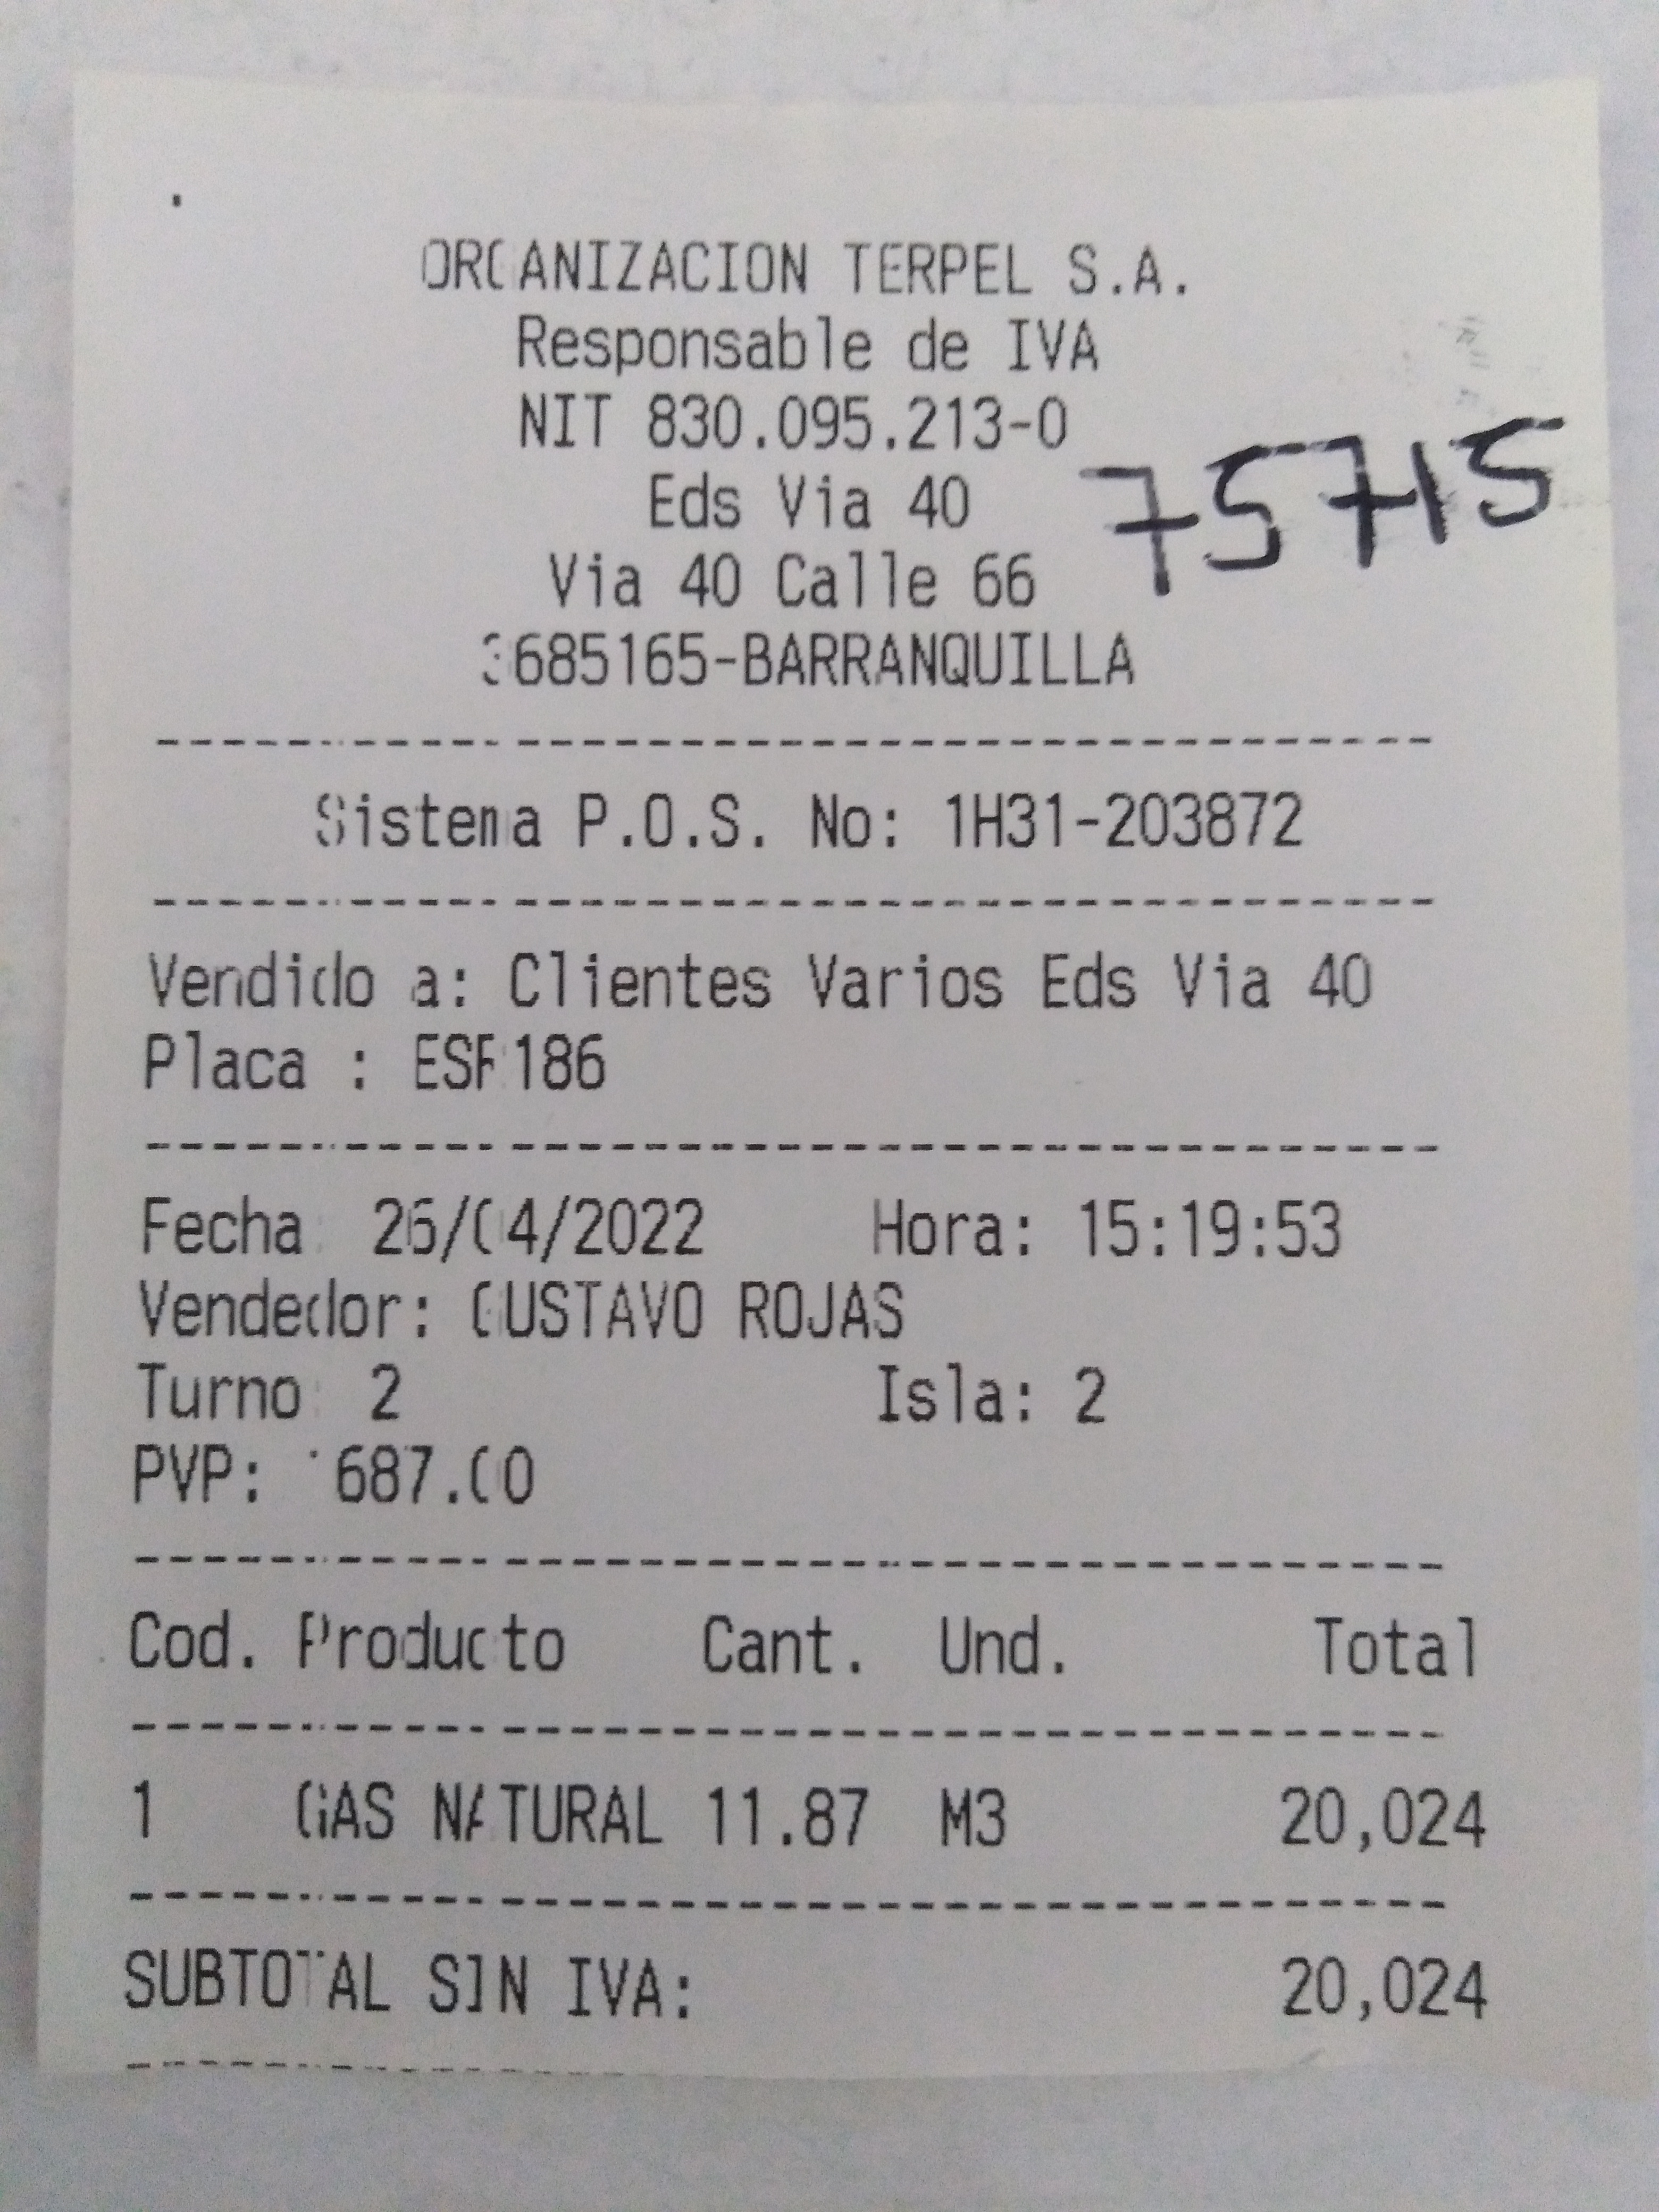 ORGANIZACION TERPEL S.A.
Responsable de IVA
NIT 830.095.213-0
Eds Via 40
75715
Via 40 Calle 66
3685165-BARRANQUILLA
Sistema P.O.S. No: 1H31-203872
Vendido a: Clientes Varios Eds Via 40
Placa :
Fecha: 26/04/2022 Hora: 15:19:53
Vendedor: GUSTAVO ROJAS
Turno: 2 Isla: 2
PVP: 1687.00
Cod. Producto Cant. Und. Total
1 GAS NATURAL 11.87 M3 20,024
SUBTOTAL SIN IVA: 20,024